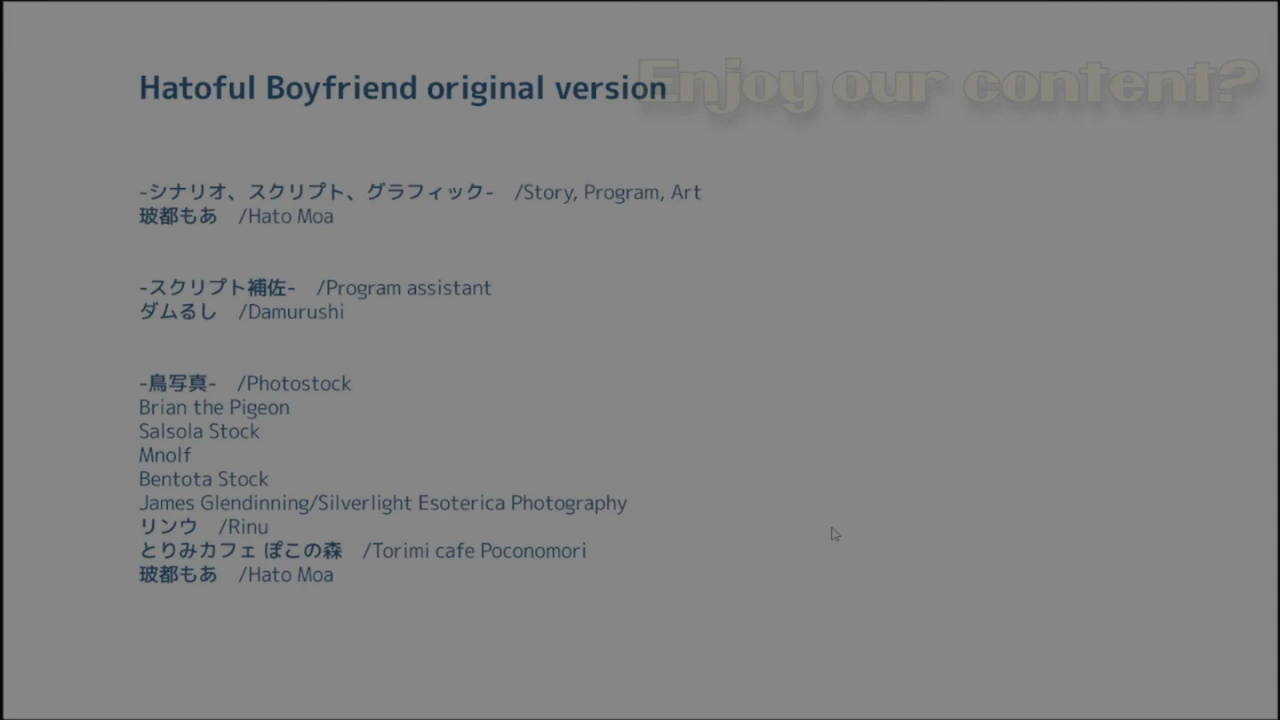 Hatoful Boyfriend original version
Enjoy our content?
-シナリオ、スクリプト、グラフィック- /Story, Program, Art
玻都もあ /Hato Moa
-スクリプト補佐- /Program assistant
ダムるし /Damurushi
-鳥写真- /Photostock
Brian the Pigeon
Salsola Stock
Mnolf
Bentota Stock
James Glendinning/Silverlight Esoterica Photography
リンウ /Rinu
とりみカフェ ぽこの森 /Torimi cafe Poconomori
玻都もあ /Hato Moa